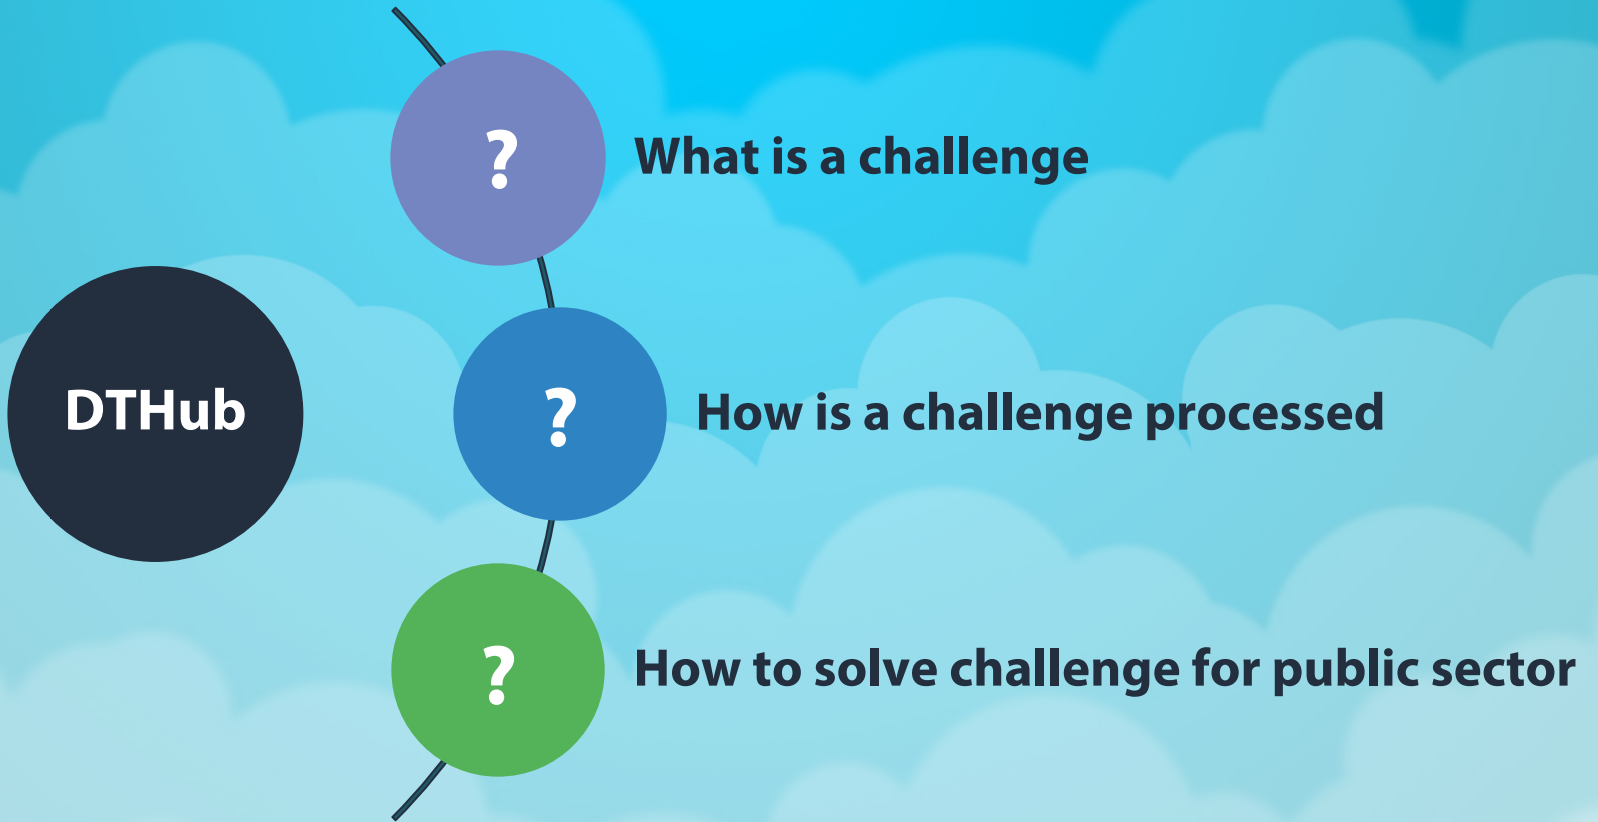 ?
What is a challenge
DTHub
?
How is a challenge processed
?
How to solve challenge for public sector